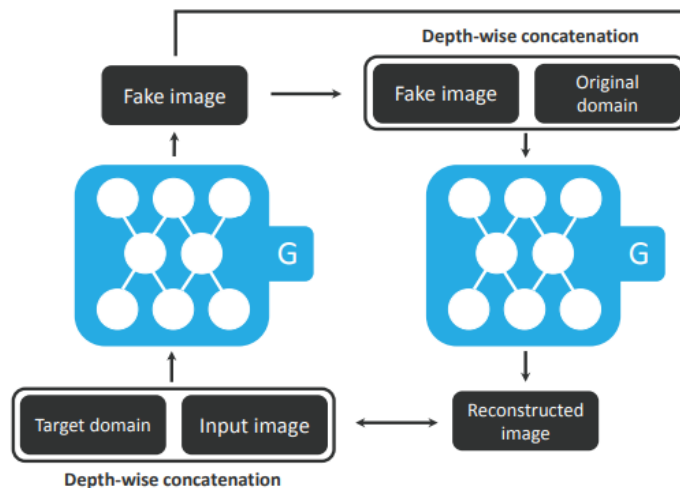 Depth-wise concatenation
Fake image
Fake image
Original
domain
G
G
Target domain
Input image
Reconstructed
image
Depth-wise concatenation